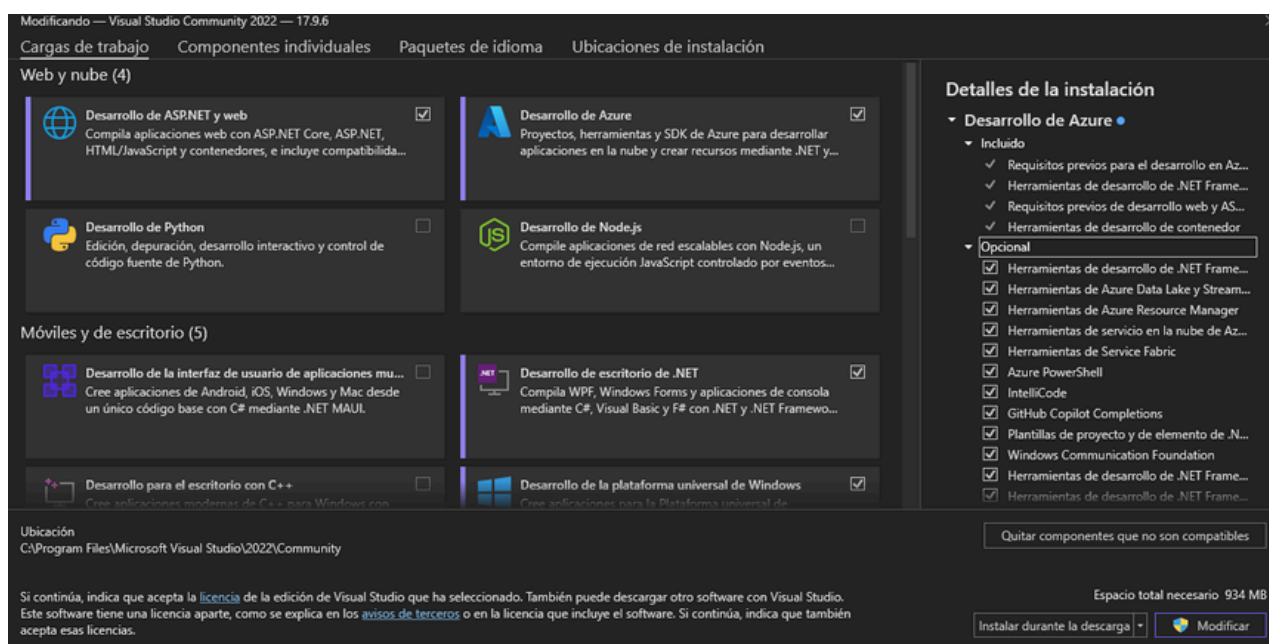 Modificando — Visual Studio Community 2022 — 17.9.6
Cargas de trabajo
Componentes individuales
Paquetes de idioma
Ubicaciones de instalación
Web y nube (4)
Desarrollo de ASP.NET y web
Compila aplicaciones web con ASP.NET Core, ASP.NET,
HTML/JavaScript y contenedores, e incluye compatibilida...
Desarrollo de Azure
Proyectos, herramientas y SDK de Azure para desarrollar
aplicaciones en la nube y crear recursos mediante .NET y...
Desarrollo de Python
Edición, depuración, desarrollo interactivo y control de
código fuente de Python.
Desarrollo de Node.js
Compile aplicaciones de red escalables con Node.js, un
entorno de ejecución JavaScript controlado por eventos...
Móviles y de escritorio (5)
Desarrollo de la interfaz de usuario de aplicaciones mu...
Cree aplicaciones de Android, iOS, Windows y Mac desde
un único código base con C# mediante .NET MAUI.
.NET
Desarrollo de escritorio de .NET
Compila WPF, Windows Forms y aplicaciones de consola
mediante C#, Visual Basic y F# con .NET y .NET Framewo...
Desarrollo para el escritorio con C++
Cree aplicaciones modernas de C++ para Windows con
Desarrollo de la plataforma universal de Windows
Cree aplicaciones para la Plataforma universal de
Detalles de la instalación
Desarrollo de Azure
Incluido
Requisitos previos para el desarrollo en Az...
Herramientas de desarrollo de .NET Frame...
Requisitos previos de desarrollo web y AS...
Herramientas de desarrollo de contenedor
Opcional
Herramientas de desarrollo de .NET Frame...
Herramientas de Azure Data Lake y Stream...
Herramientas de Azure Resource Manager
Herramientas de servicio en la nube de Az...
Herramientas de Service Fabric
Azure PowerShell
IntelliCode
GitHub Copilot Completions
Plantillas de proyecto y de elemento de .N...
Windows Communication Foundation
Herramientas de desarrollo de .NET Frame...
Herramientas de desarrollo de .NET Frame...
Ubicación
C:\Program Files\Microsoft Visual Studio\2022\Community
Quitar componentes que no son compatibles
Si continúa, indica que acepta la licencia de la edición de Visual Studio que ha seleccionado. También puede descargar otro software con Visual Studio.
Este software tiene una licencia aparte, como se explica en los avisos de terceros o en la licencia que incluye el software. Si continúa, indica que también
acepta esas licencias.
Espacio total necesario 934 MB
Instalar durante la descarga
Modificar